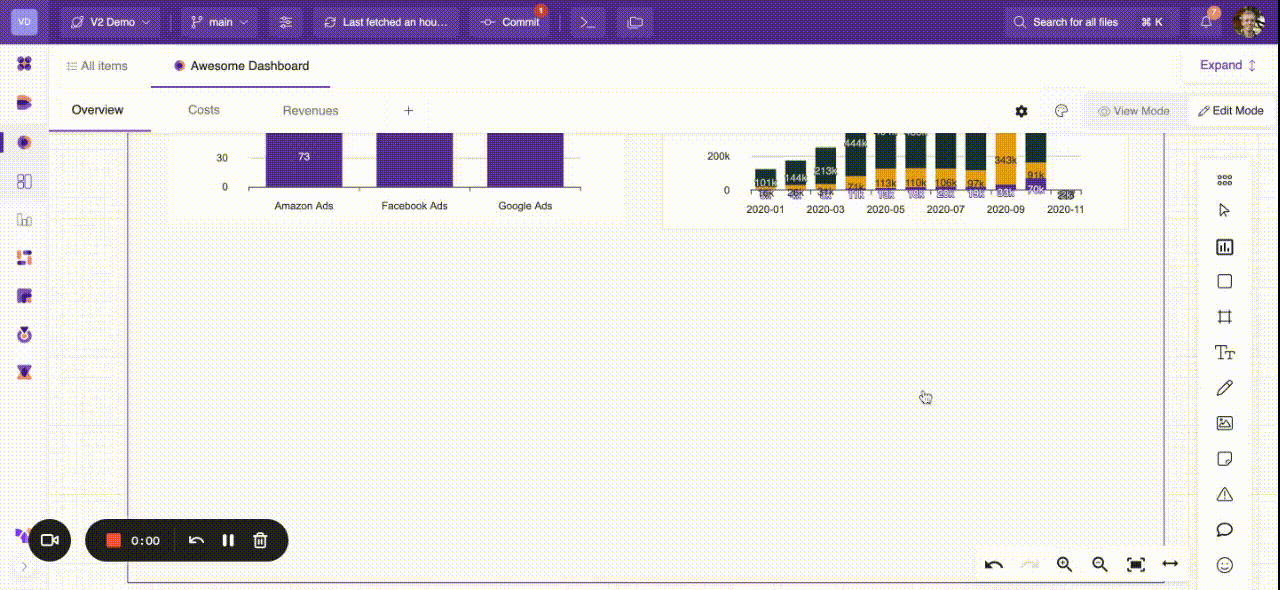 VD
V2 Demo
main
Last fetched an hou...
Commit
1
Search for all files
⌘ K
7
All items
Awesome Dashboard
Expand
Overview
Costs
Revenues
+
View Mode
Edit Mode
30
73
0
Amazon Ads
Facebook Ads
Google Ads
200k
0
101k
144k
213k
444k
71k
113k
110k
106k
97k
343k
91k
70k
2020-01
2020-03
2020-05
2020-07
2020-09
2020-11
0:00